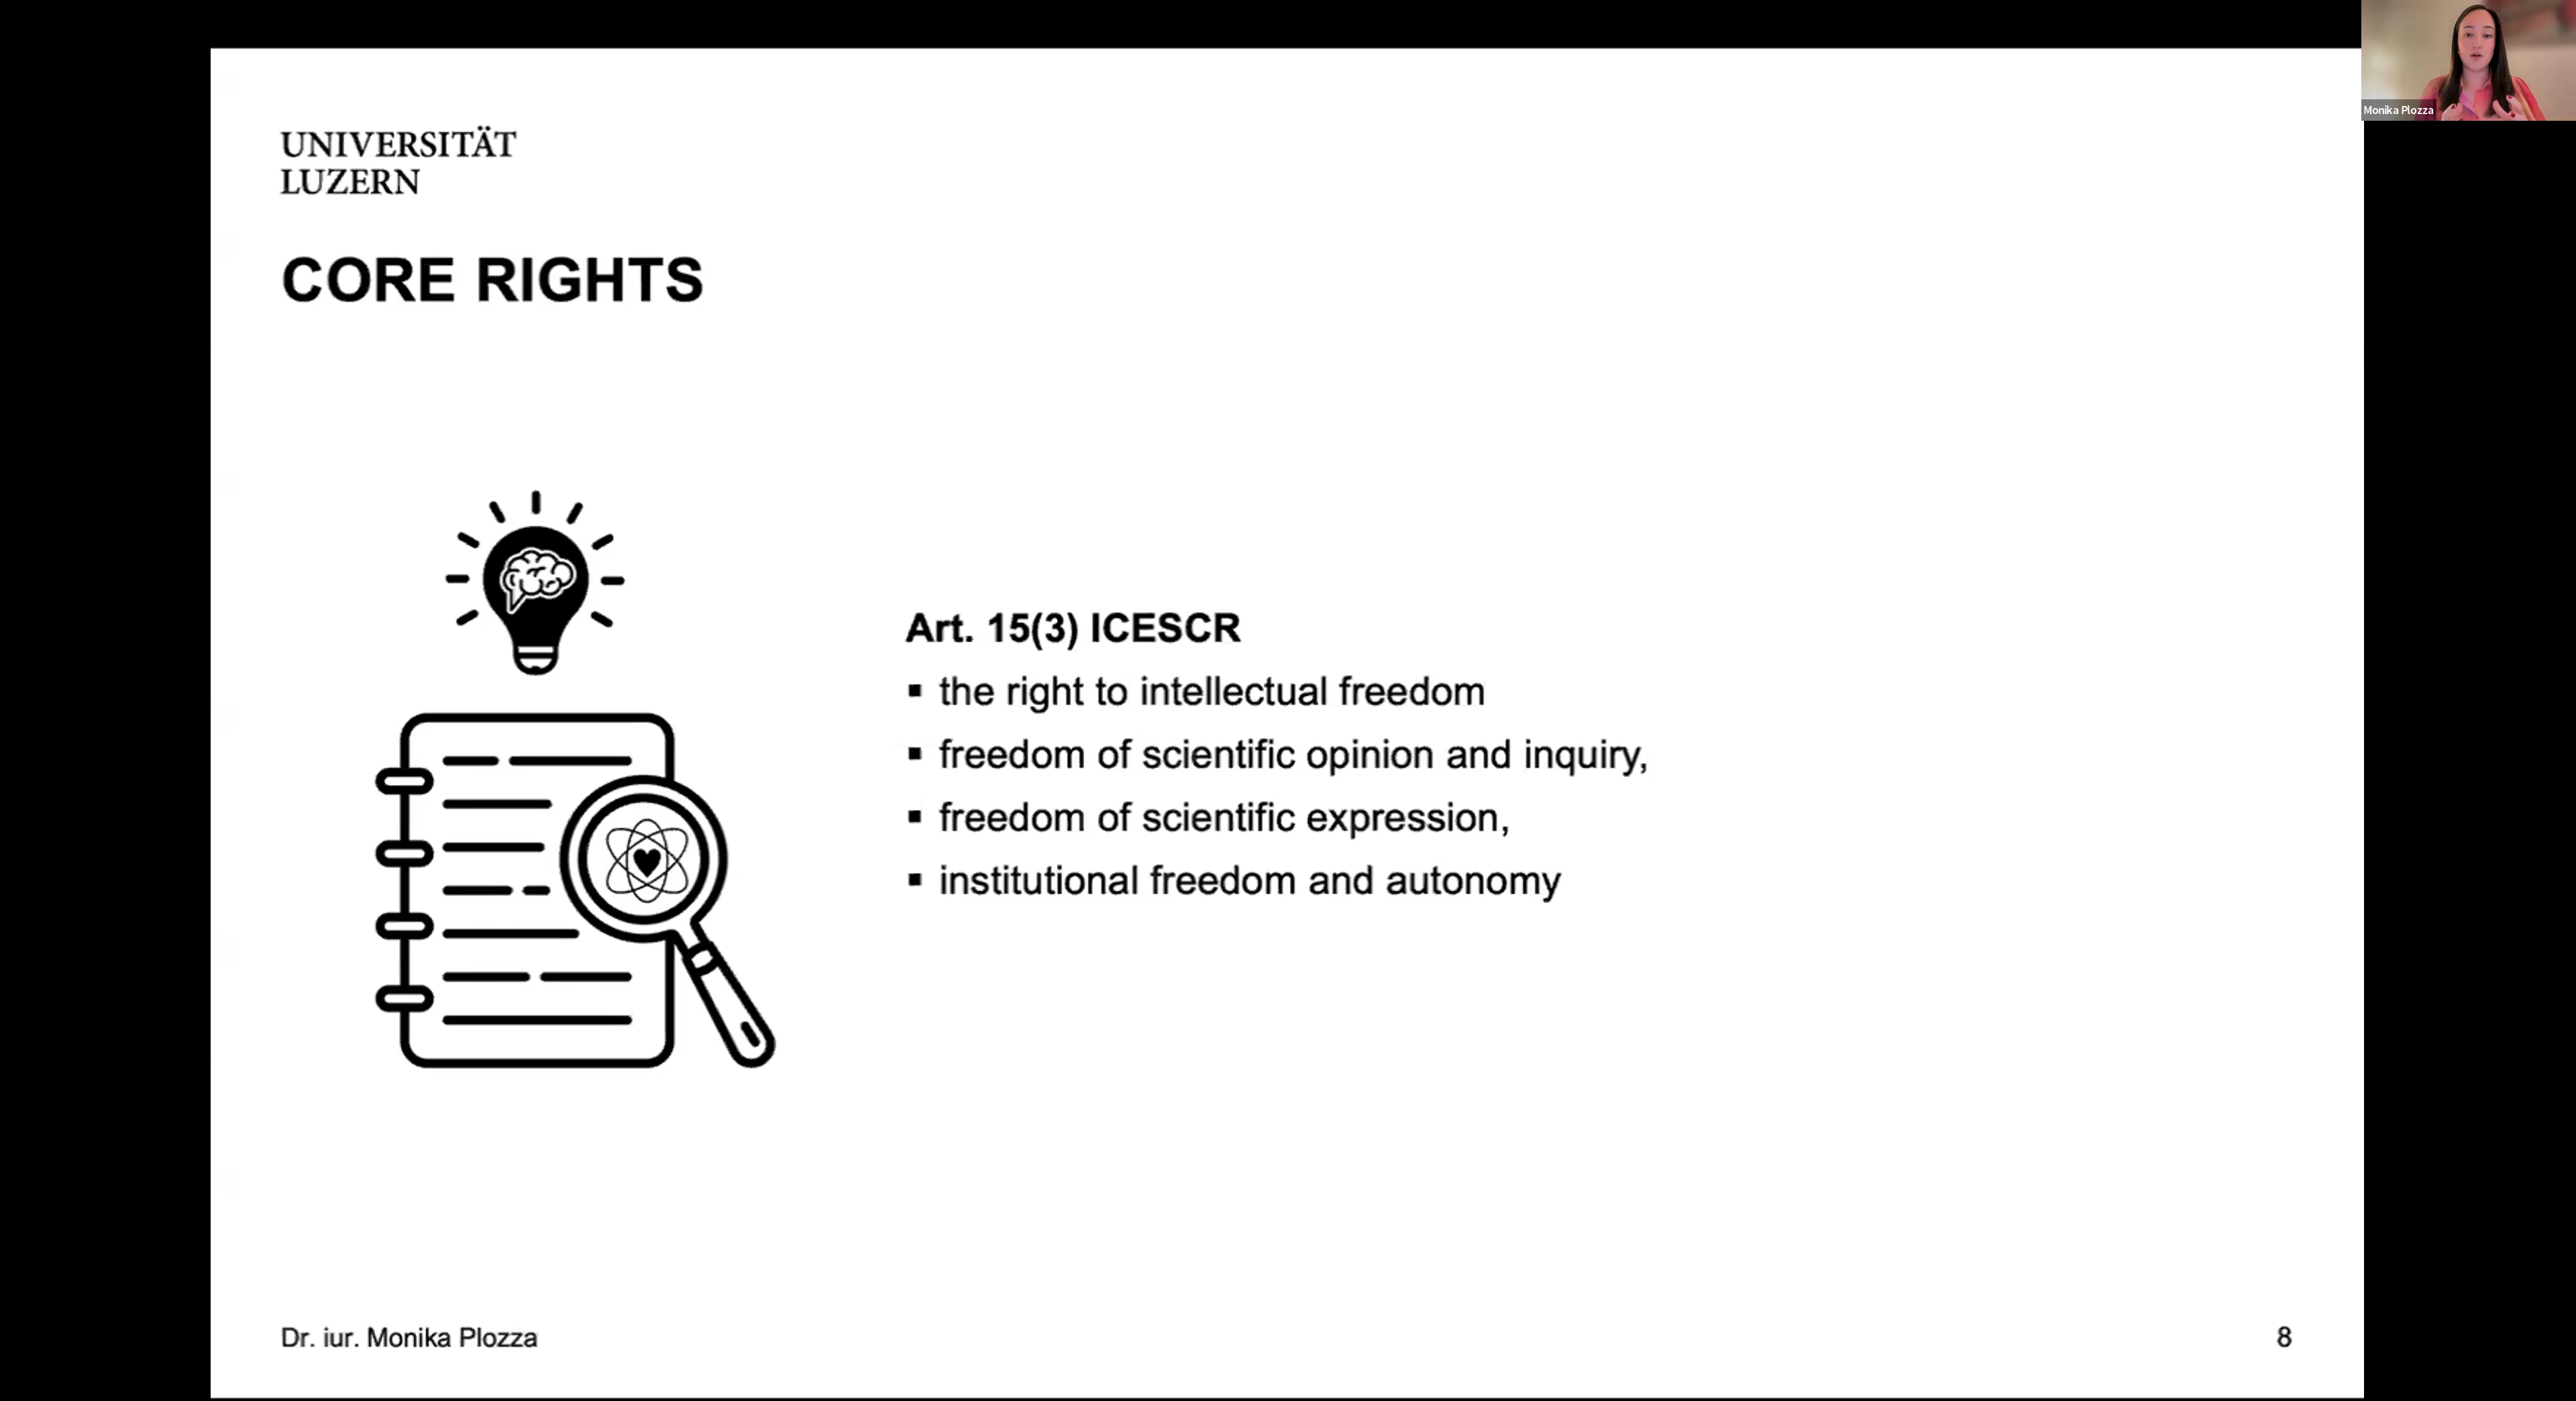 UNIVERSITÄT
LUZERN
CORE RIGHTS
Art. 15(3) ICESCR
▪ the right to intellectual freedom
▪ freedom of scientific opinion and inquiry,
▪ freedom of scientific expression,
▪ institutional freedom and autonomy
Dr. iur. Monika Plozza
8
Monika Plozza